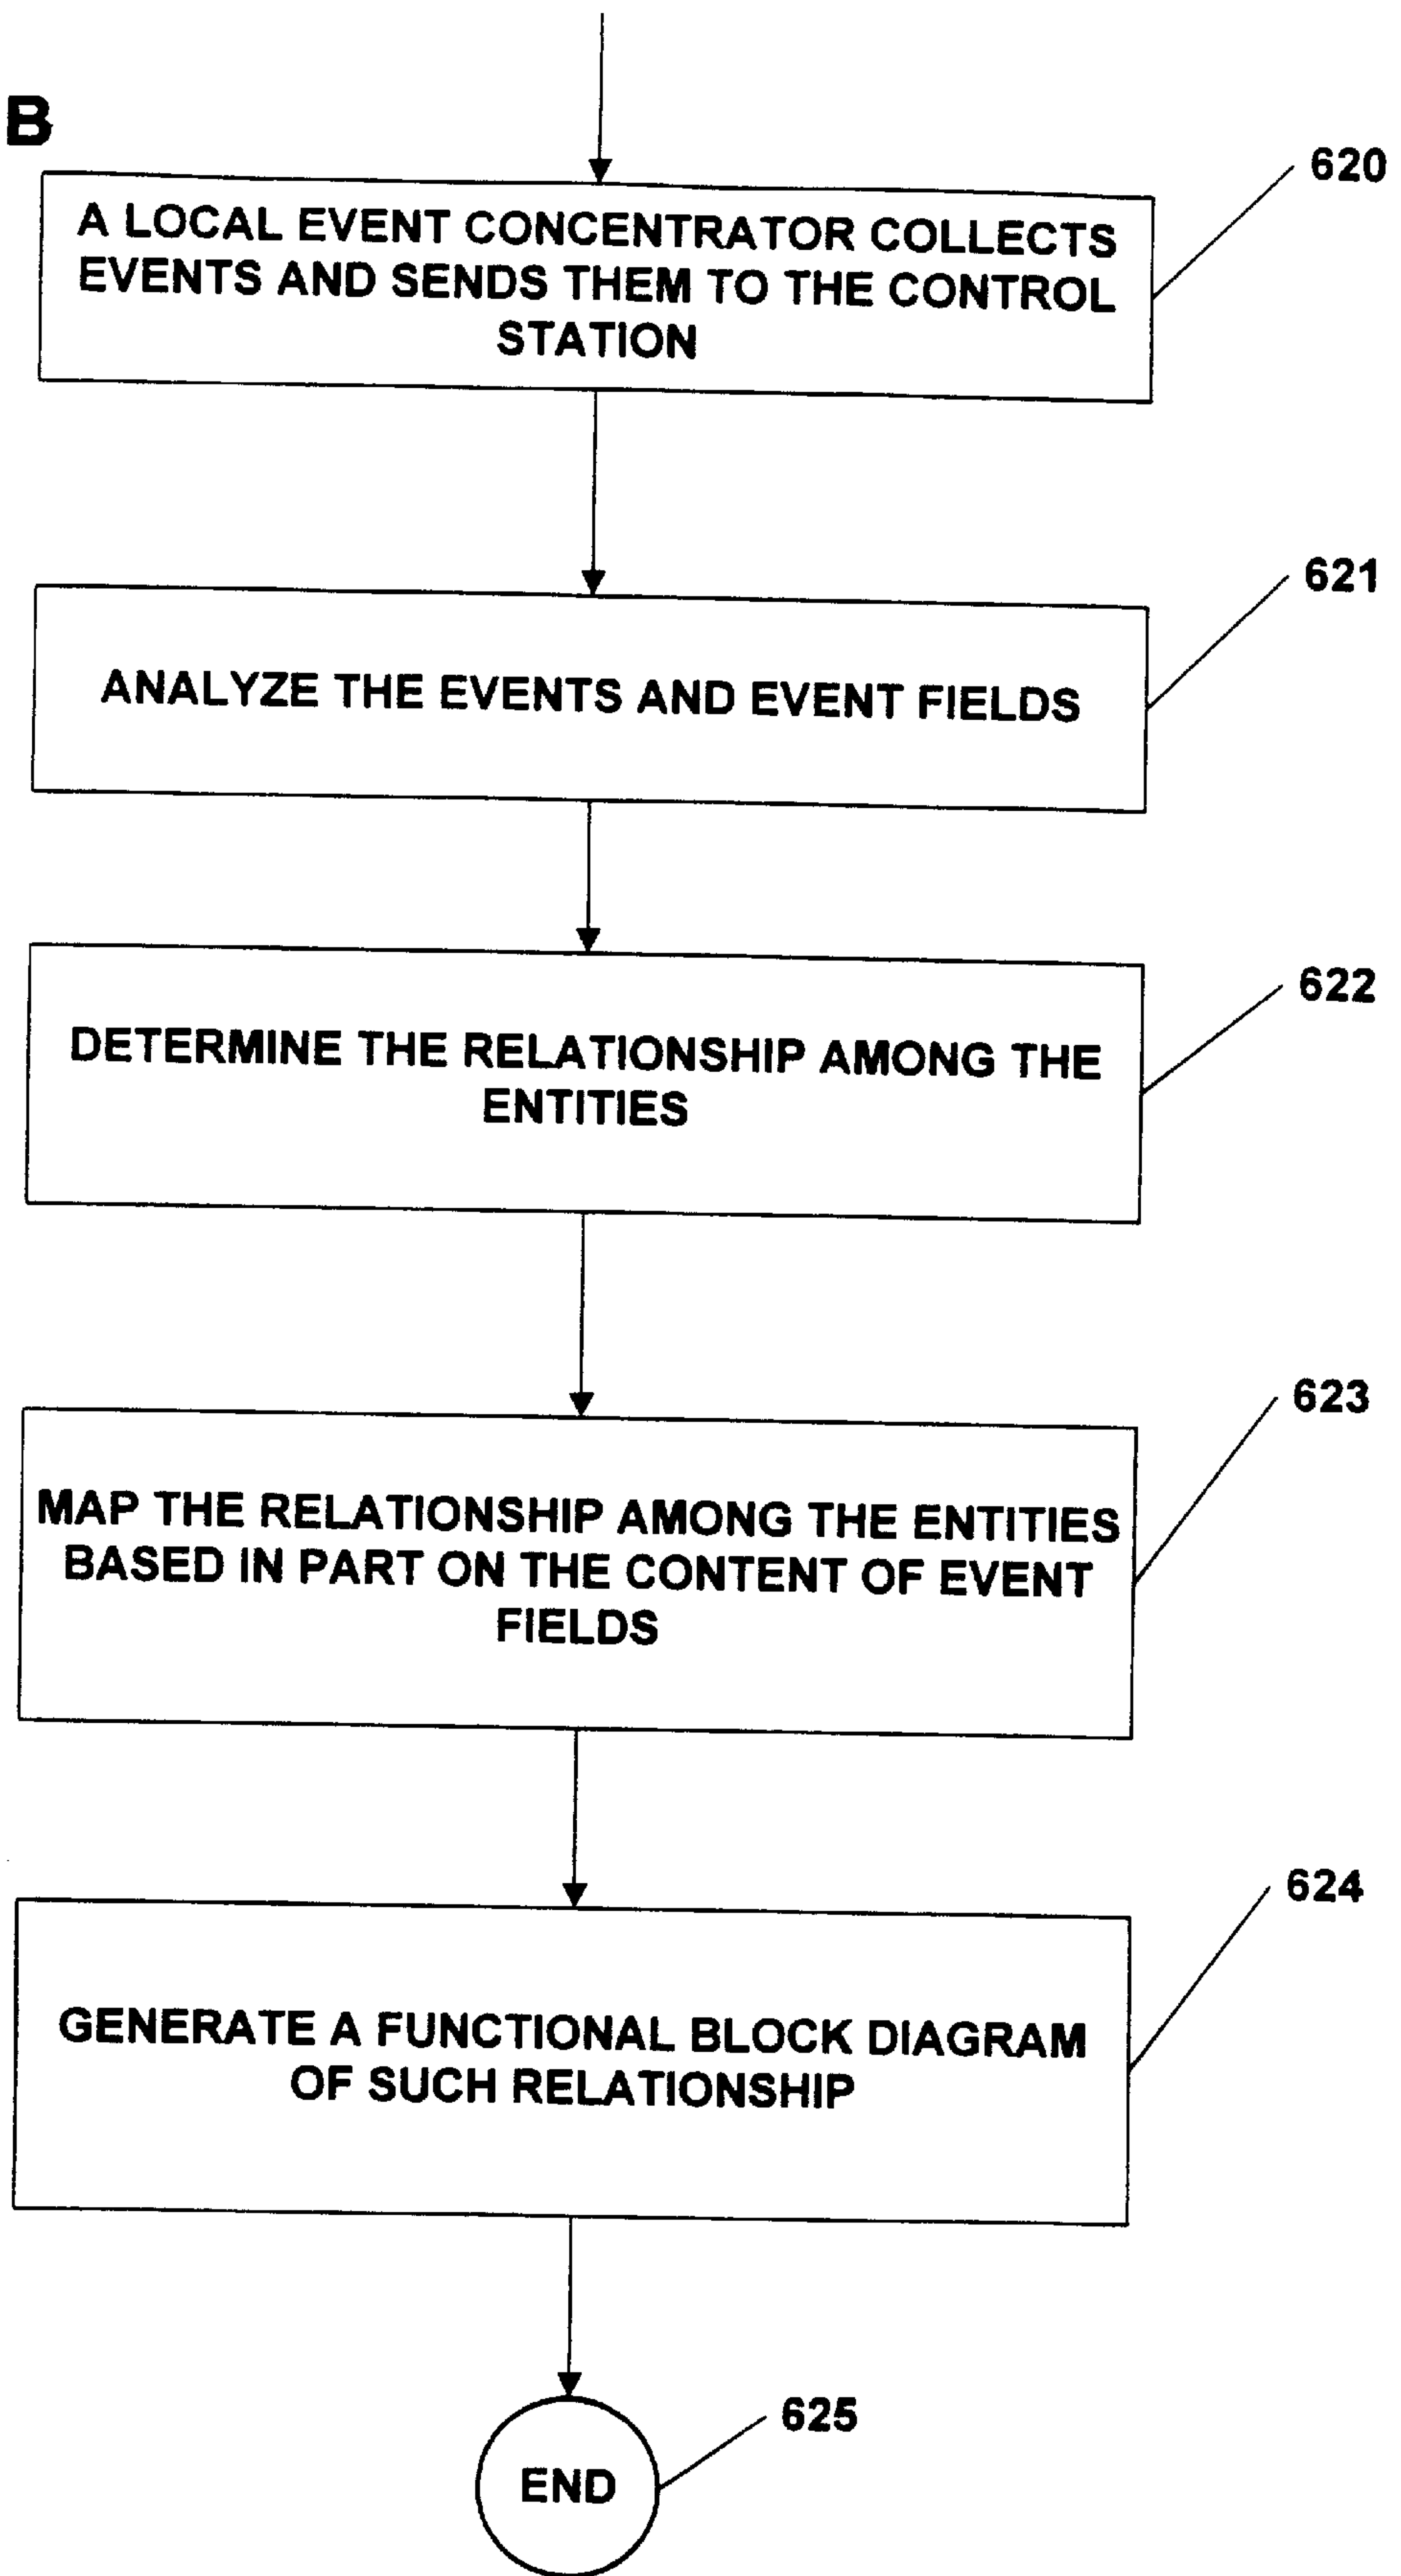 B
620
A LOCAL EVENT CONCENTRATOR COLLECTS
EVENTS AND SENDS THEM TO THE CONTROL
STATION
621
ANALYZE THE EVENTS AND EVENT FIELDS
622
DETERMINE THE RELATIONSHIP AMONG THE
ENTITIES
623
MAP THE RELATIONSHIP AMONG THE ENTITIES
BASED IN PART ON THE CONTENT OF EVENT
FIELDS
624
GENERATE A FUNCTIONAL BLOCK DIAGRAM
OF SUCH RELATIONSHIP
625
END